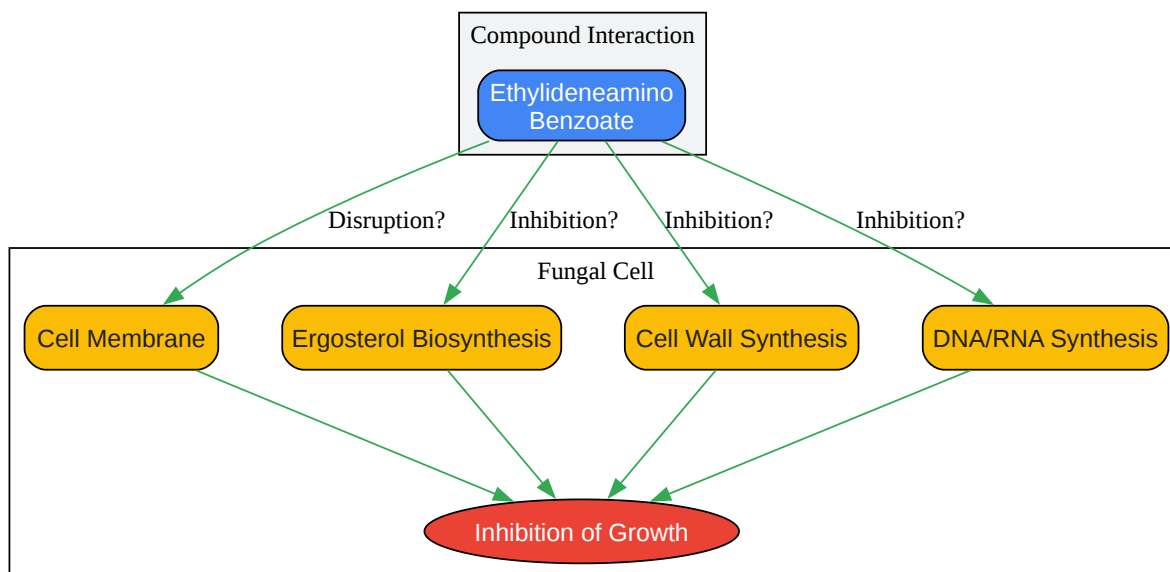 Compound Interaction
Ethylideneamino
Benzoate
Disruption?
Inhibition?
Inhibition?
Inhibition?
Fungal Cell
Cell Membrane
Ergosterol Biosynthesis
Cell Wall Synthesis
DNA/RNA Synthesis
Inhibition of Growth